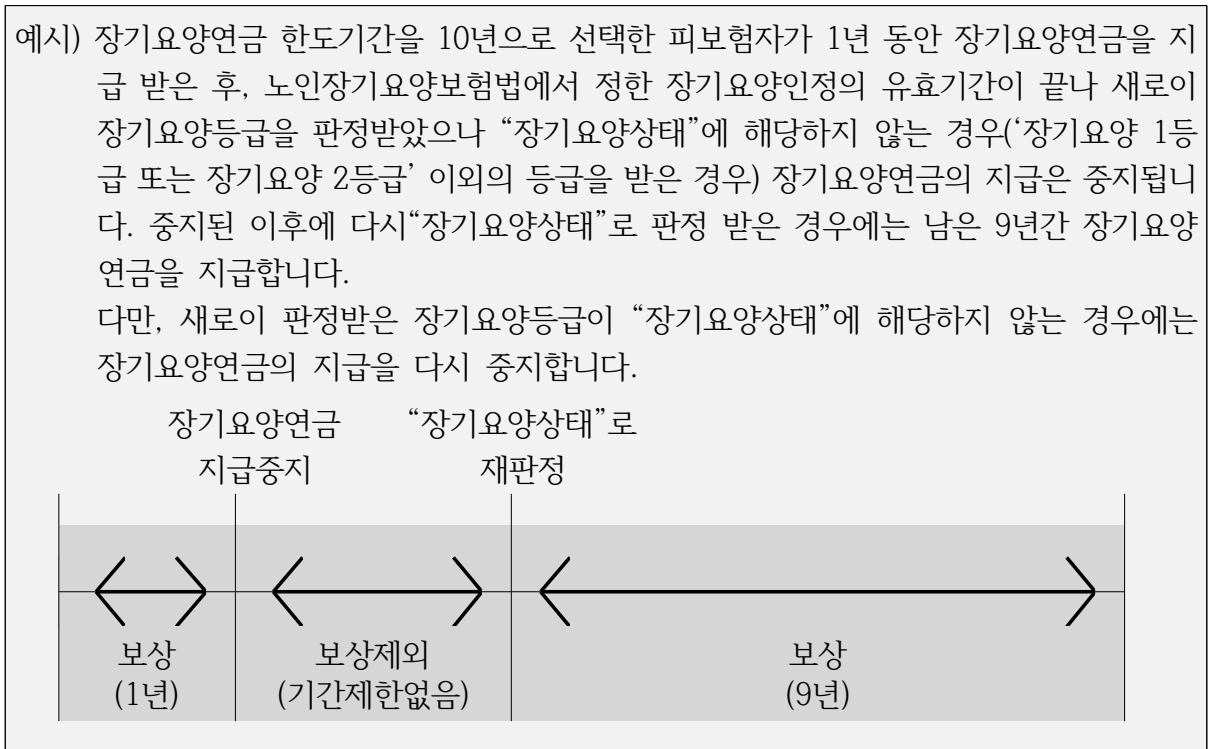 예시) 장기요양연금 한도기간을 10년으로 선택한 피보험자가 1년 동안 장기요양연금을 지
급 받은 후, 노인장기요양보험법에서 정한 장기요양인정의 유효기간이 끝나 새로이
장기요양등급을 판정받았으나 “장기요양상태”에 해당하지 않는 경우(‘장기요양 1등
급 또는 장기요양 2등급’ 이외의 등급을 받은 경우) 장기요양연금의 지급은 중지됩니
다. 중지된 이후에 다시“장기요양상태”로 판정 받은 경우에는 남은 9년간 장기요양
연금을 지급합니다.
다만, 새로이 판정받은 장기요양등급이 “장기요양상태”에 해당하지 않는 경우에는
장기요양연금의 지급을 다시 중지합니다.
장기요양연금 “장기요양상태”로
지급중지 재판정
보상 보상제외 보상
(1년) (기간제한없음) (9년)